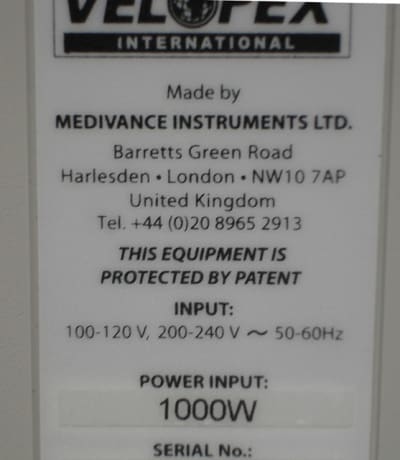 VELOPEX
INTERNATIONAL
Made by
MEDIVANCE INSTRUMENTS LTD.
Barretts Green Road
Harlesden • London • NW10 7AP
United Kingdom
Tel. +44 (0)20 8965 2913
THIS EQUIPMENT IS
PROTECTED BY PATENT
INPUT:
100-120 V, 200-240 V ~ 50-60Hz
POWER INPUT:
1000W
SERIAL No.: